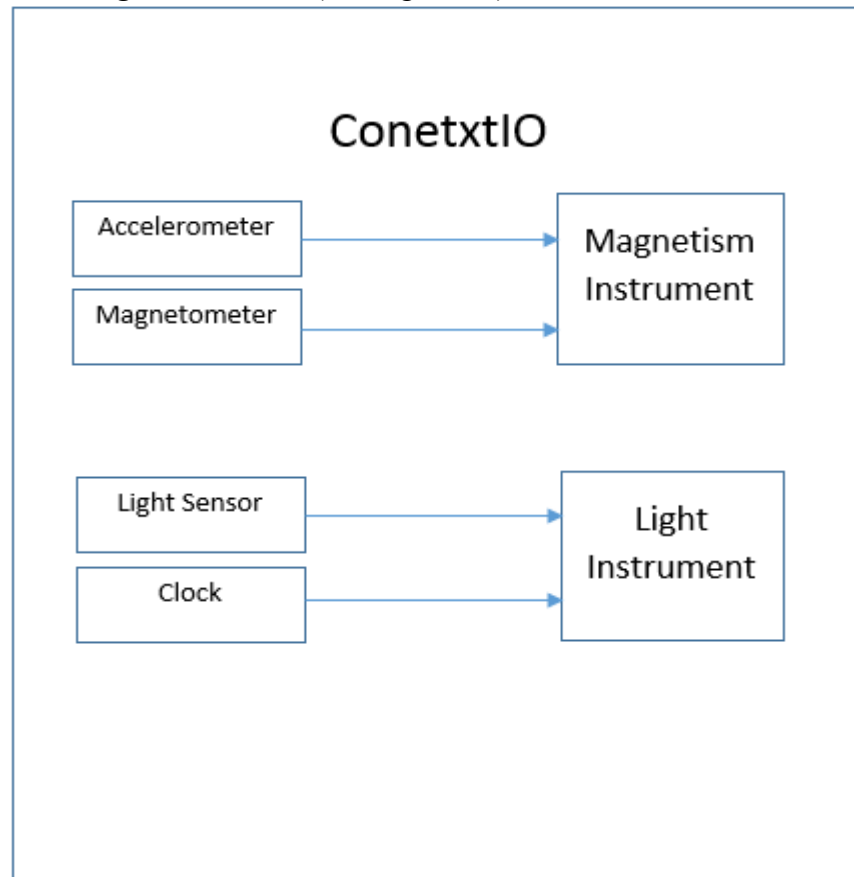 ConetxtIO
Accelerometer
Magnetism
Instrument
Magnetometer
Light Sensor
Light
Instrument
Clock